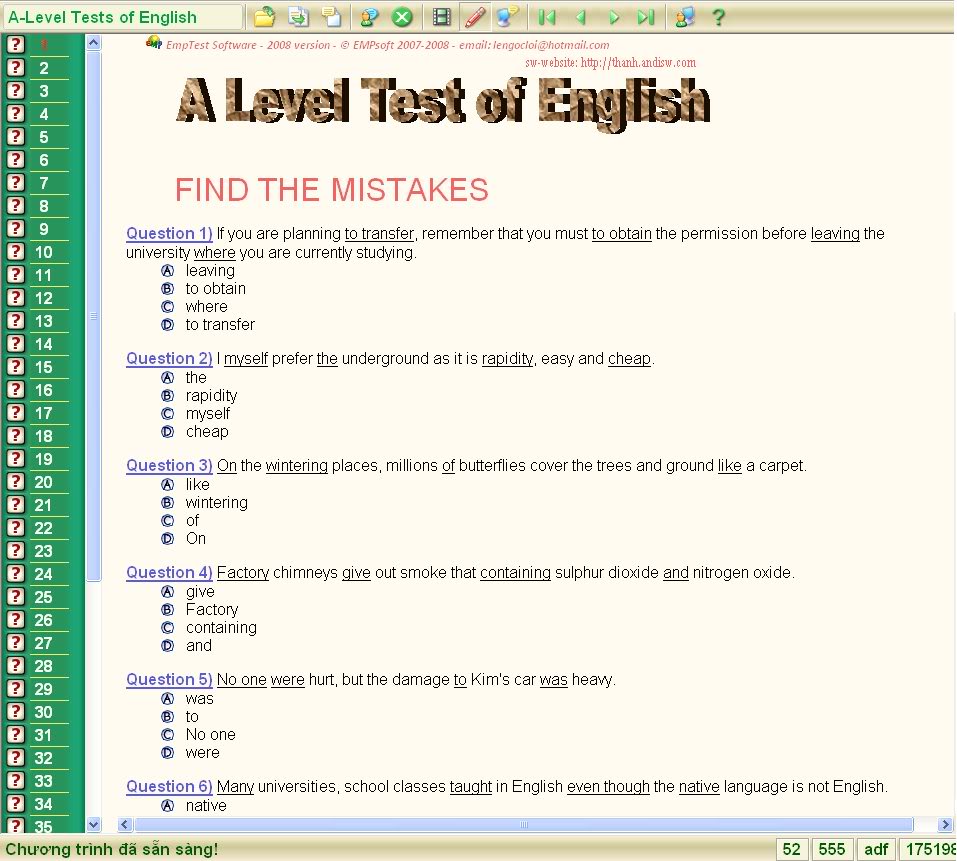 A-Level Tests of English
EmpTest Software - 2008 version - © EMPsoft 2007-2008 - email: lengocloi@hotmail.com
sw-website: http://thanh.andisw.com
A Level Test of English
FIND THE MISTAKES
Question 1) If you are planning to transfer, remember that you must to obtain the permission before leaving the
university where you are currently studying.
A leaving
B to obtain
C where
D to transfer
Question 2) I myself prefer the underground as it is rapidity, easy and cheap.
A the
B rapidity
C myself
D cheap
Question 3) On the wintering places, millions of butterflies cover the trees and ground like a carpet.
A like
B wintering
C of
D On
Question 4) Factory chimneys give out smoke that containing sulphur dioxide and nitrogen oxide.
A give
B Factory
C containing
D and
Question 5) No one were hurt, but the damage to Kim's car was heavy.
A was
B to
C No one
D were
Question 6) Many universities, school classes taught in English even though the native language is not English.
A native
? 1
? 2
? 3
? 4
? 5
? 6
? 7
? 8
? 9
? 10
? 11
? 12
? 13
? 14
? 15
? 16
? 17
? 18
? 19
? 20
? 21
? 22
? 23
? 24
? 25
? 26
? 27
? 28
? 29
? 30
? 31
? 32
? 33
? 34
? 35
Chương trình đã sẵn sàng! 52 555 adf 175198